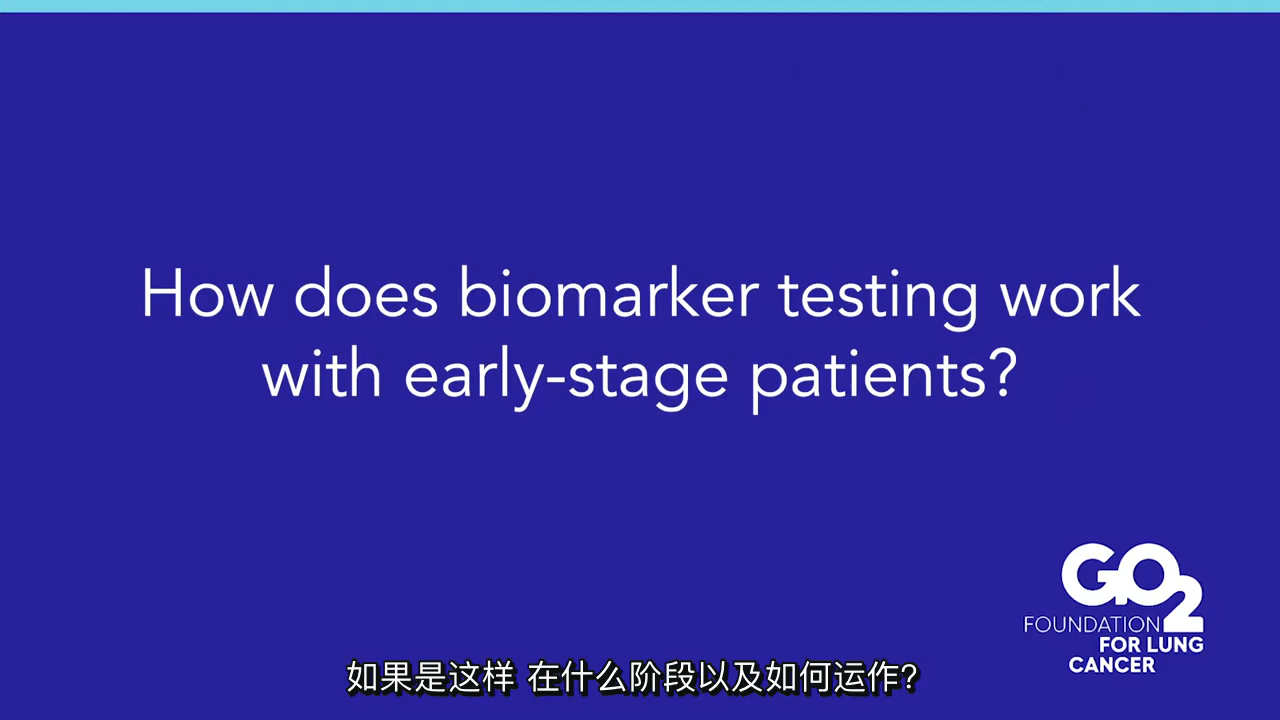 How does biomarker testing work
with early-stage patients?
GO2
FOUNDATION
FOR LUNG
CANCER
如果是这样 在什么阶段以及如何运作?